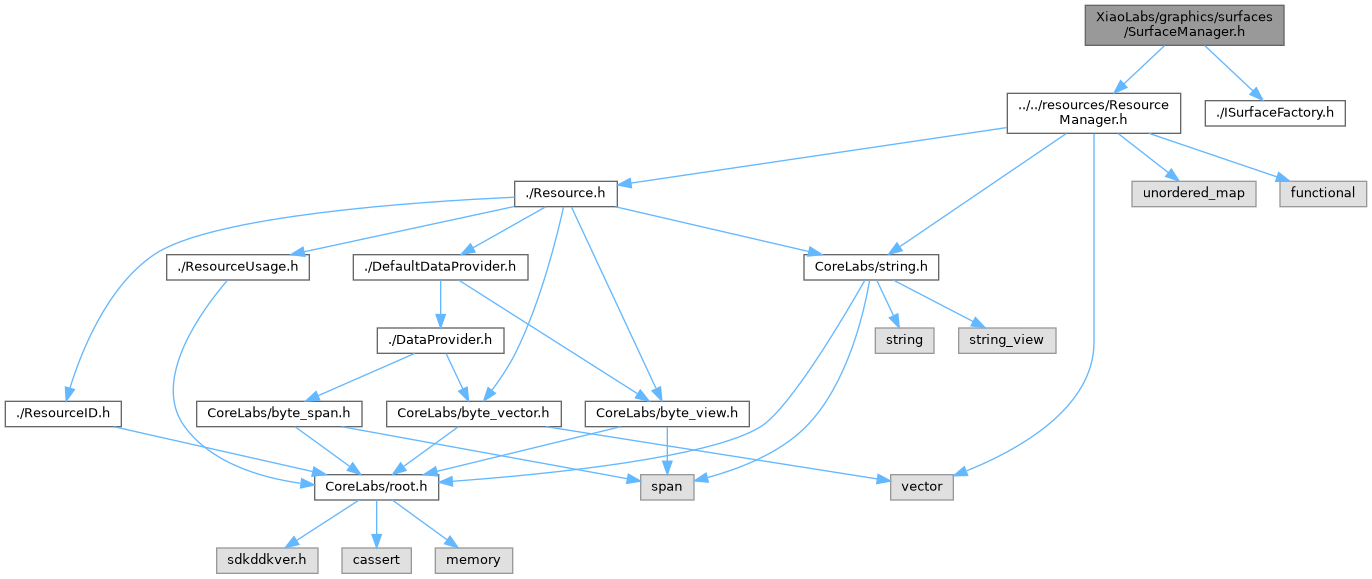 XiaoLabs/graphics/surfaces
/SurfaceManager.h
../../resources/Resource
Manager.h
./ISurfaceFactory.h
./Resource.h
unordered_map
functional
./ResourceUsage.h
./DefaultDataProvider.h
CoreLabs/string.h
./DataProvider.h
string
string_view
./ResourceID.h
CoreLabs/byte_span.h
CoreLabs/byte_vector.h
CoreLabs/byte_view.h
CoreLabs/root.h
span
vector
sdkddkver.h
cassert
memory